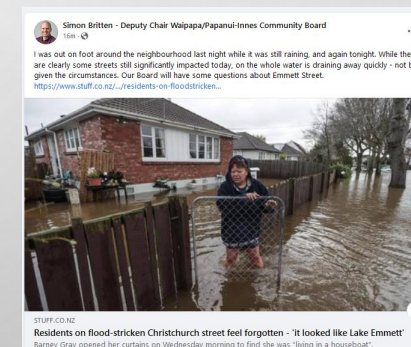 Simon Britten - Deputy Chair Waipapa/Papanui-Innes Community Board
16m
I was out on foot around the neighbourhood last night while it was still raining, and again tonight. While the
are clearly some streets still significantly impacted today, on the whole water is draining away quickly - not b
given the circumstances. Our Board will have some questions about Emmett Street.
https://www.stuff.co.nz/.../residents-on-floodstricken...
STUFF.CO.NZ
Residents on flood-stricken Christchurch street feel forgotten - 'it looked like Lake Emmett'
Barney Gray opened her curtains on Wednesday morning to find she was "living in a houseboat".